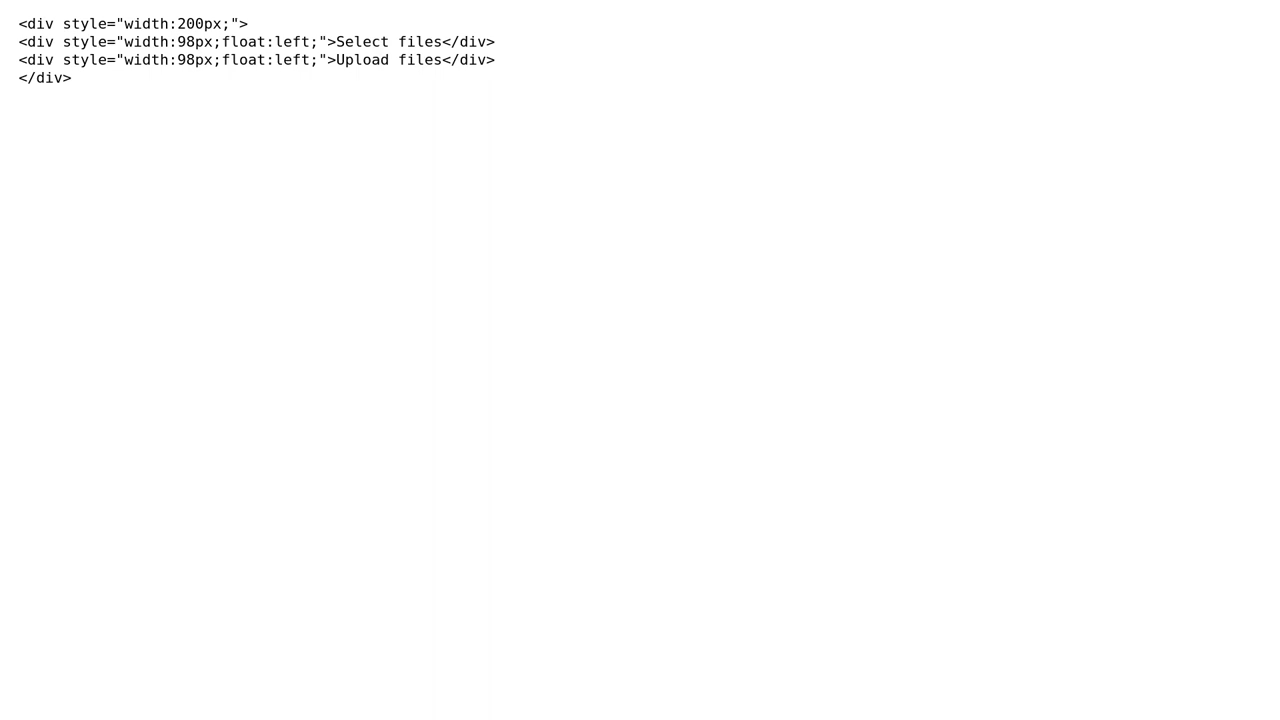 <div style="width:200px;">
<div style="width:98px;float:left;">Select files</div>
<div style="width:98px;float:left;">Upload files</div>
</div>